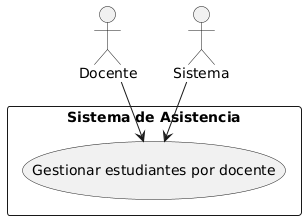 Docente
Sistema
Sistema de Asistencia
Gestionar estudiantes por docente